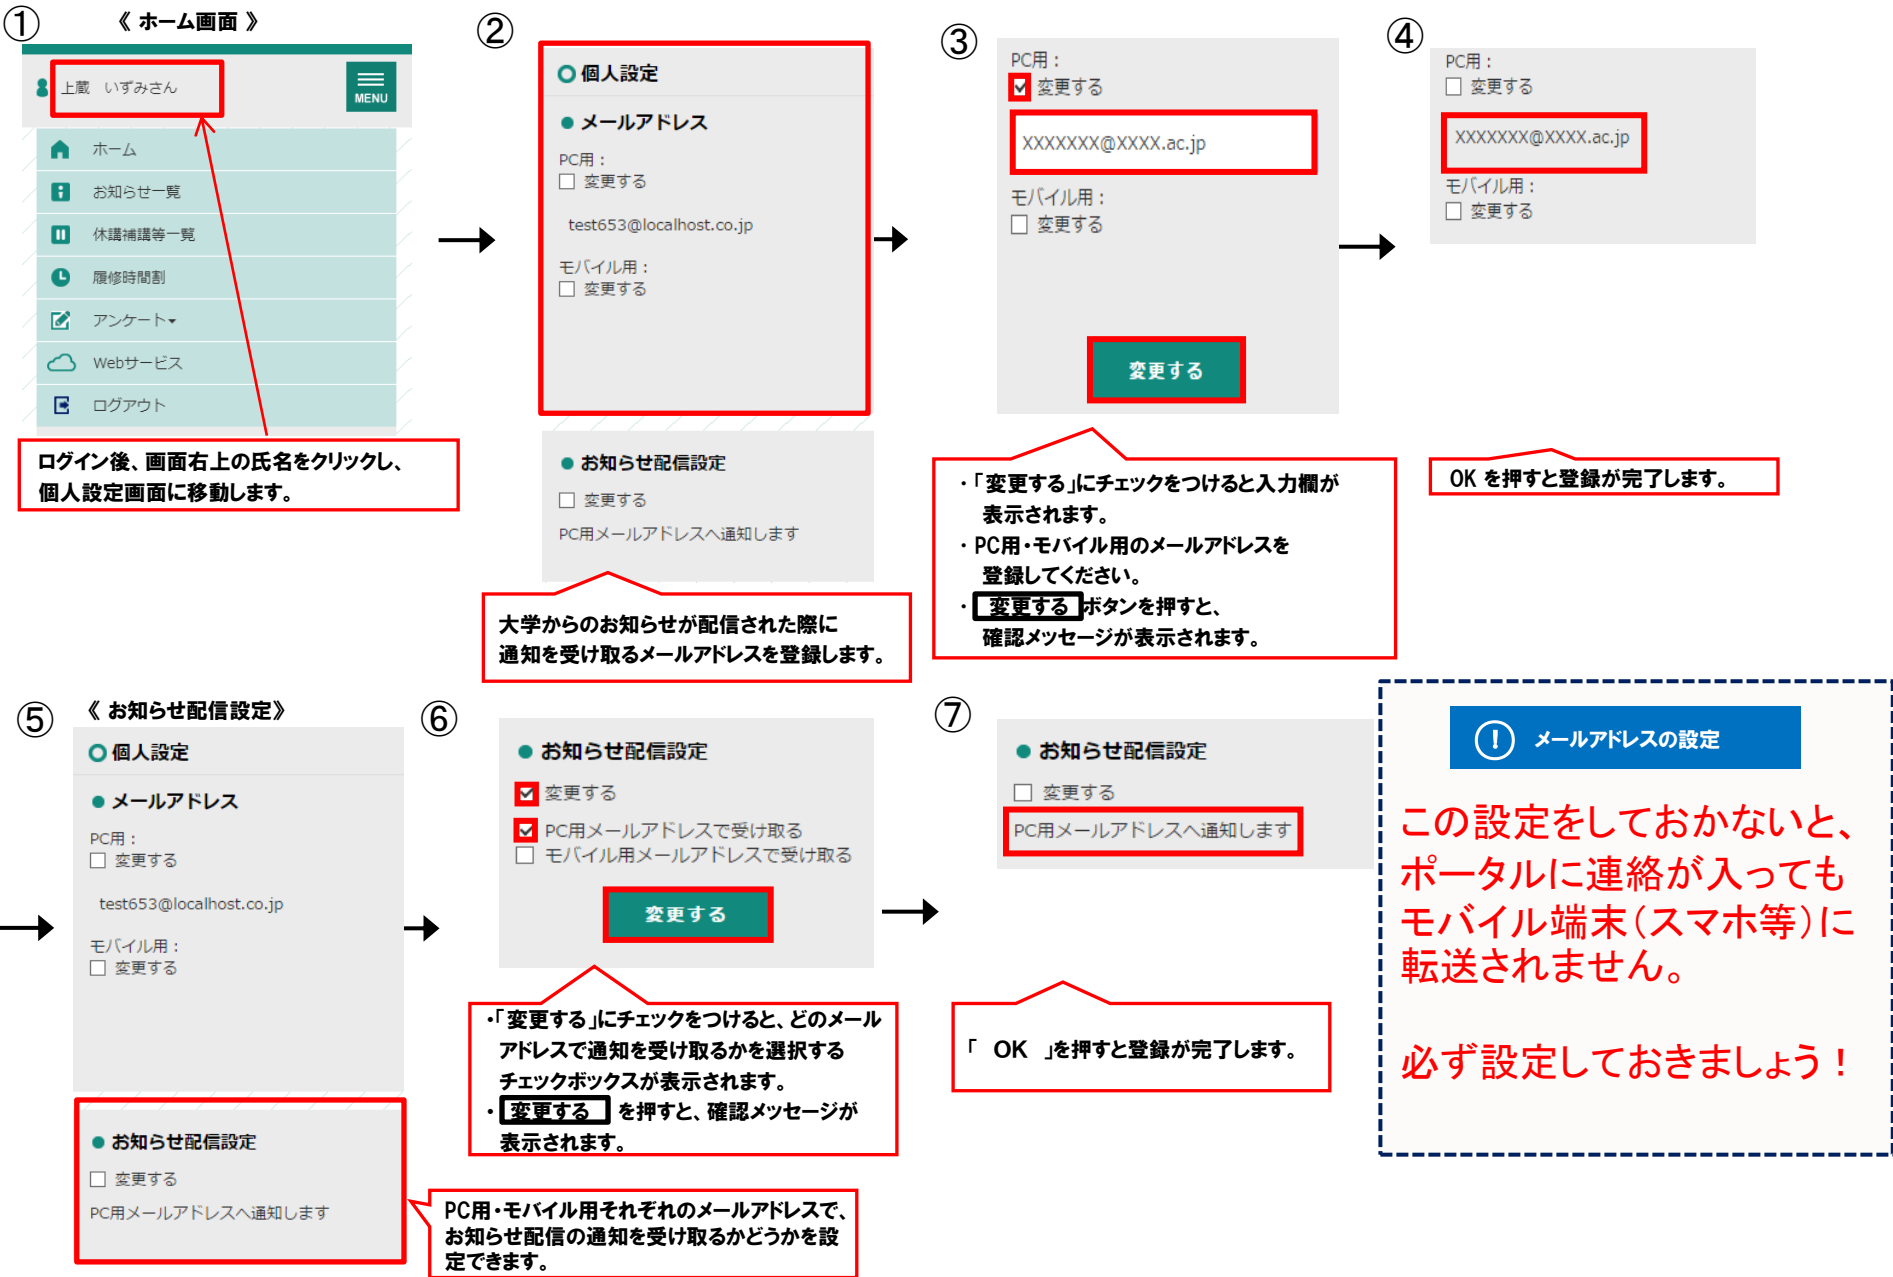 ①
《 ホーム画面 》
上蔵　いずみさん
MENU
ホーム
お知らせ一覧
休講補講等一覧
履修時間割
アンケート▾
Webサービス
ログアウト
ログイン後、画面右上の氏名をクリックし、
個人設定画面に移動します。
②
個人設定
● メールアドレス
PC用：
□ 変更する
test653@localhost.co.jp
モバイル用：
□ 変更する
● お知らせ配信設定
□ 変更する
PC用メールアドレスへ通知します
大学からのお知らせが配信された際に
通知を受け取るメールアドレスを登録します。
③
PC用：
☑ 変更する
XXXXXXX@XXXX.ac.jp
モバイル用：
□ 変更する
変更する
・「変更する」にチェックをつけると入力欄が
表示されます。
・PC用・モバイル用のメールアドレスを
登録してください。
・ 変更する ボタンを押すと、
確認メッセージが表示されます。
④
PC用：
□ 変更する
XXXXXXX@XXXX.ac.jp
モバイル用：
□ 変更する
OK を押すと登録が完了します。
⑤
《 お知らせ配信設定》
個人設定
● メールアドレス
PC用：
□ 変更する
test653@localhost.co.jp
モバイル用：
□ 変更する
● お知らせ配信設定
□ 変更する
PC用メールアドレスへ通知します
PC用・モバイル用それぞれのメールアドレスで、
お知らせ配信の通知を受け取るかどうかを設
定できます。
⑥
● お知らせ配信設定
☑ 変更する
☑ PC用メールアドレスで受け取る
□ モバイル用メールアドレスで受け取る
変更する
・「変更する」にチェックをつけると、どのメール
アドレスで通知を受け取るかを選択する
チェックボックスが表示されます。
・ 変更する を押すと、確認メッセージが
表示されます。
⑦
● お知らせ配信設定
□ 変更する
PC用メールアドレスへ通知します
「　OK　」を押すと登録が完了します。
! メールアドレスの設定
この設定をしておかないと、
ポータルに連絡が入っても
モバイル端末（スマホ等）に
転送されません。
必ず設定しておきましょう！